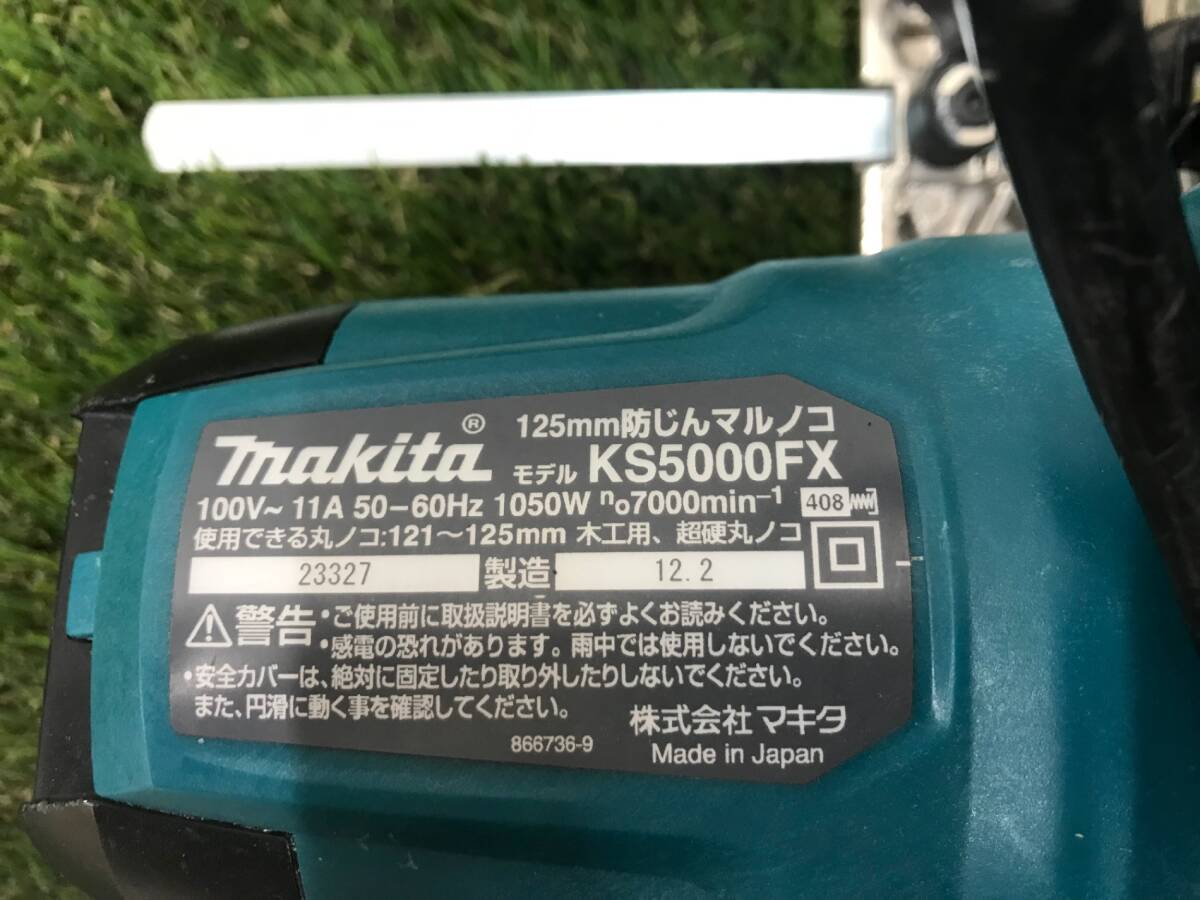 makita® 125mm防じんマルノコ
モデル KS5000FX
100V~ 11A 50-60Hz 1050W n₀7000min⁻¹ 408
使用できる丸ノコ:121~125mm 木工用、超硬丸ノコ
23327 製造 12.2
警告 •ご使用前に取扱説明書を必ずよくお読みください。
•感電の恐れがあります。雨中では使用しないでください。
•安全カバーは、絶対に固定したり取り外したりしないでください。
また、円滑に動く事を確認してください。
株式会社マキタ
866736-9 Made in Japan